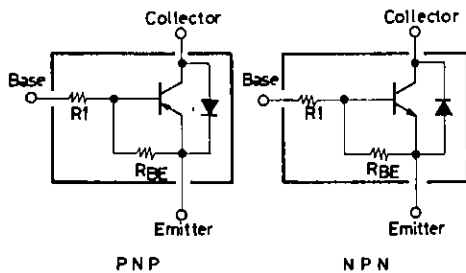 Collector
Base
R1
RBE
Emitter
PNP
Collector
Base
R1
RBE
Emitter
NPN